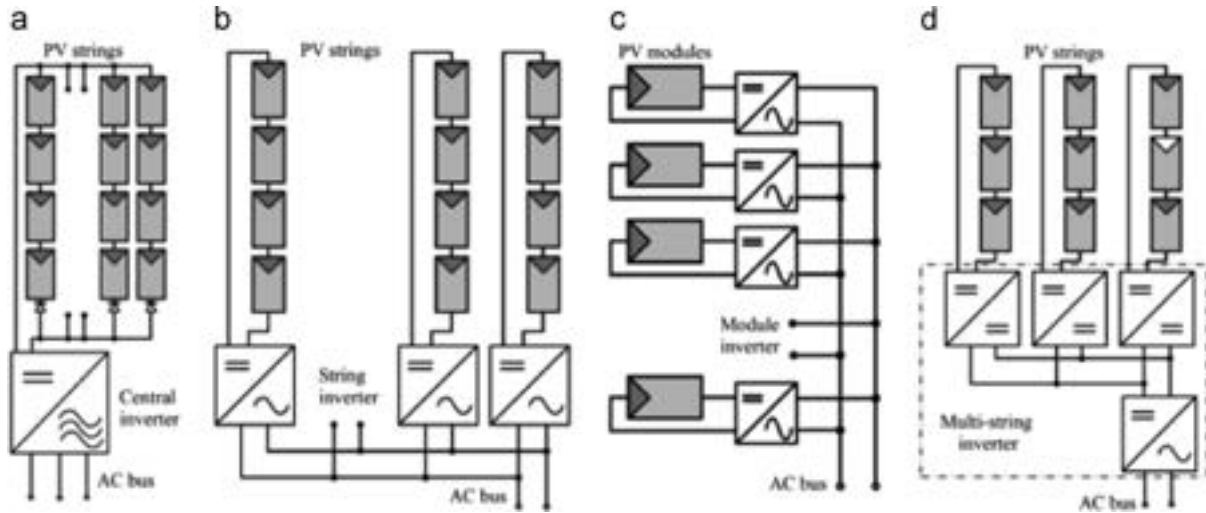 a
PV strings
Central
inverter
AC bus
b
PV strings
String
inverter
AC bus
c
PV modules
Module
inverter
AC bus
d
PV strings
Multi-string
inverter
AC bus